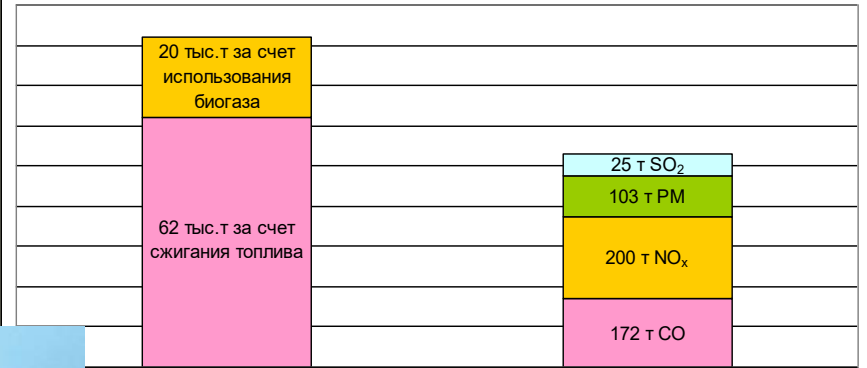 20 тыс.т за счет
использования
биогаза
62 тыс.т за счет
сжигания топлива
25 т SO₂
103 т PM
200 т NOₓ
172 т CO